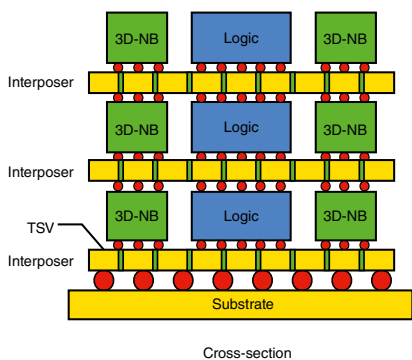 3D-NB Logic 3D-NB
Interposer
3D-NB Logic 3D-NB
Interposer
3D-NB Logic 3D-NB
TSV
Interposer
Substrate
Cross-section